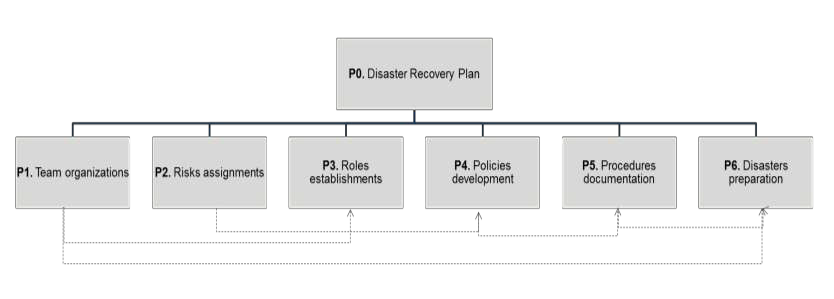 P0. Disaster Recovery Plan
P1. Team organizations
P2. Risks assignments
P3. Roles
establishments
P4. Policies
development
P5. Procedures
documentation
P6. Disasters
preparation